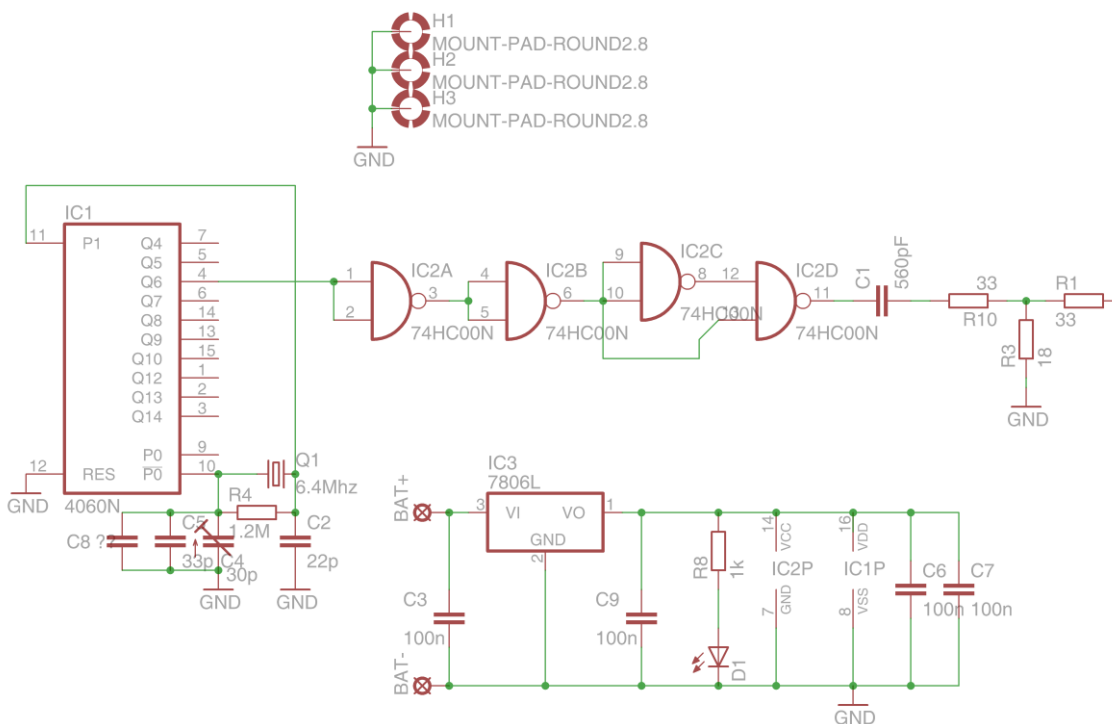 H1
MOUNT-PAD-ROUND2.8
H2
MOUNT-PAD-ROUND2.8
H3
MOUNT-PAD-ROUND2.8
GND
IC1
11 P1 Q4 7
Q5 5
Q6 4
Q7 6
Q8 14
Q9 13
Q10 15
Q12 1
Q13 2
Q14 3
P0 9
12 RES P0 10
GND
4060N
1
2
IC2A
3
74HC00N
4
5
IC2B
6
74HC00N
9
10
IC2C
8
74HC00N
12
13
IC2D
11
74HC00N
C1
560pF
33
R10
R3
18
GND
R1
33
Q1
6.4Mhz
R4
1.2M
C8 ??
C5
33p
C4
30p
GND
C2
22p
GND
BAT+
BAT-
IC3
7806L
3 VI VO 1
GND
2
C3
100n
C9
100n
R8
1k
D1
14
VCC
IC2P
7
GND
16
VDD
IC1P
8
VSS
C6
100n
C7
100n
GND